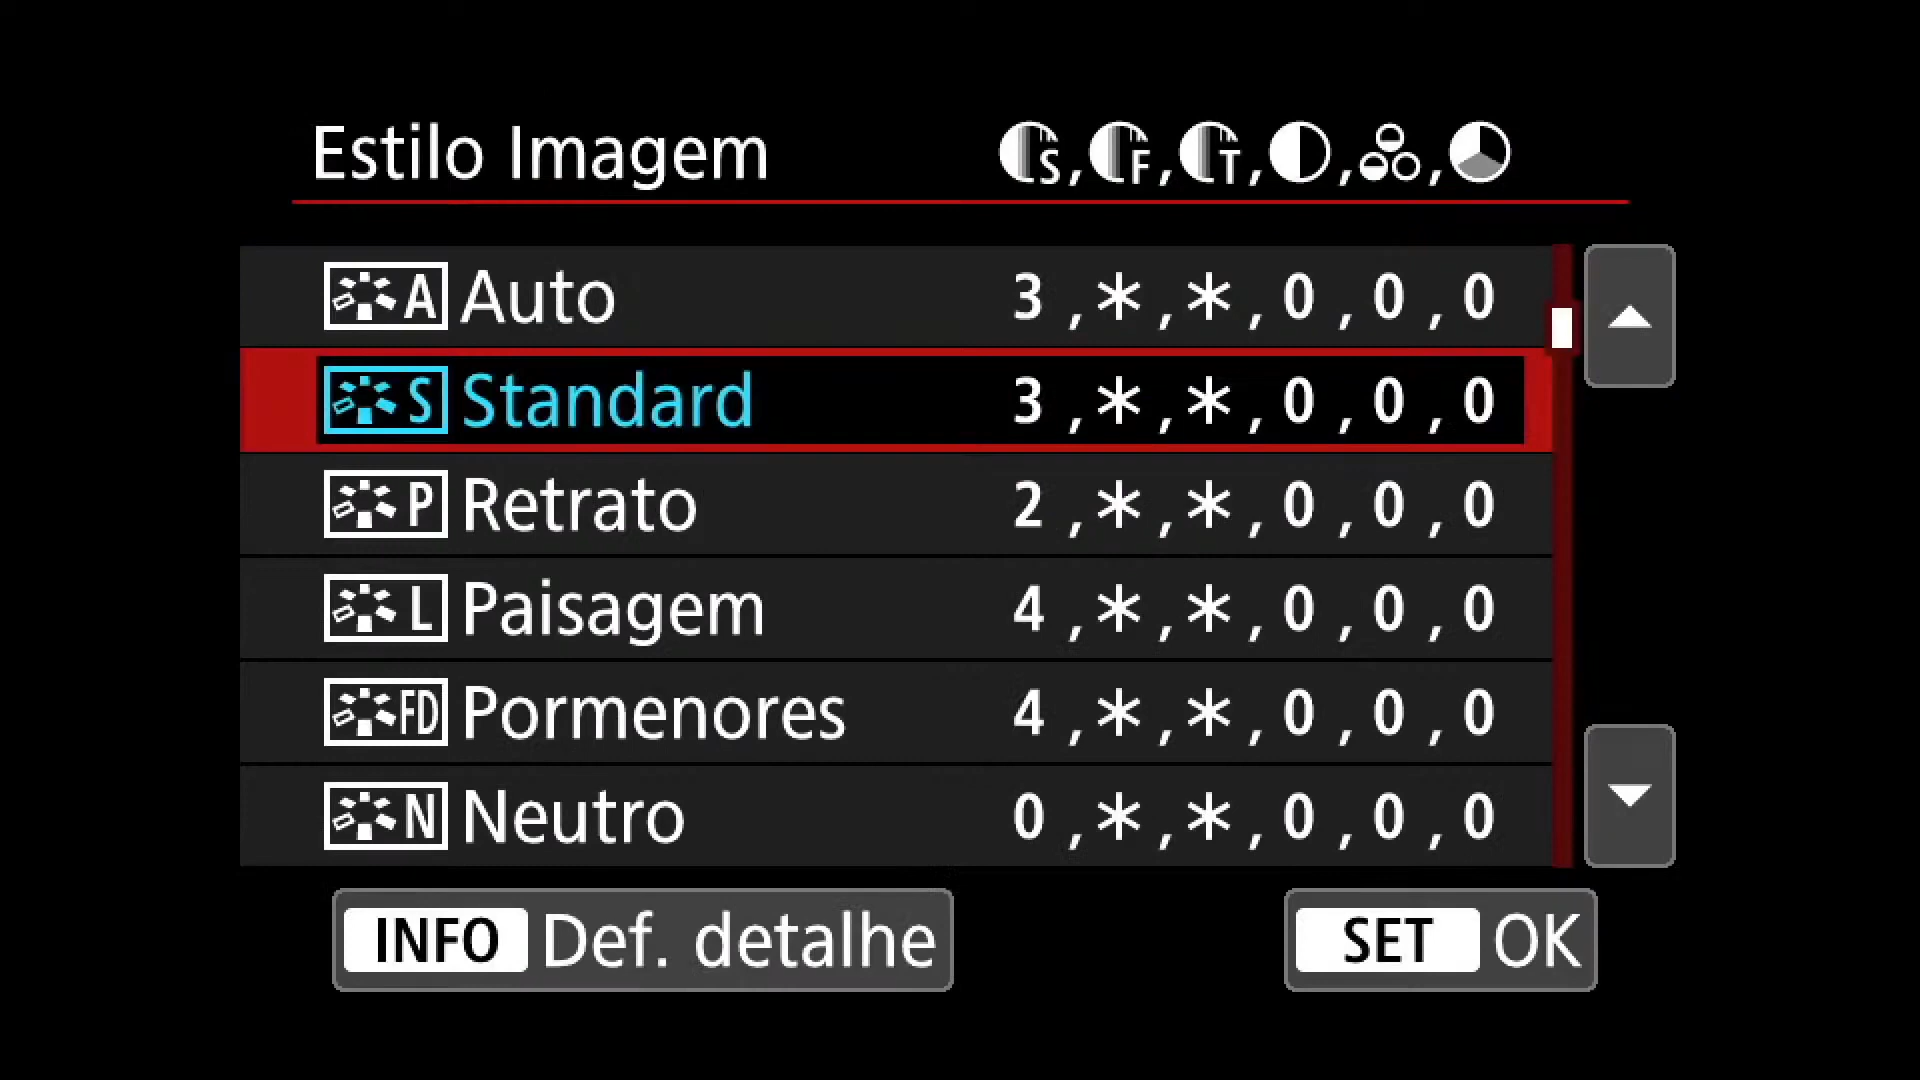 Estilo Imagem S, F, T, , ,
A Auto 3 , * , * , 0 , 0 , 0
S Standard 3 , * , * , 0 , 0 , 0
P Retrato 2 , * , * , 0 , 0 , 0
L Paisagem 4 , * , * , 0 , 0 , 0
FD Pormenores 4 , * , * , 0 , 0 , 0
N Neutro 0 , * , * , 0 , 0 , 0
INFO Def. detalhe SET OK